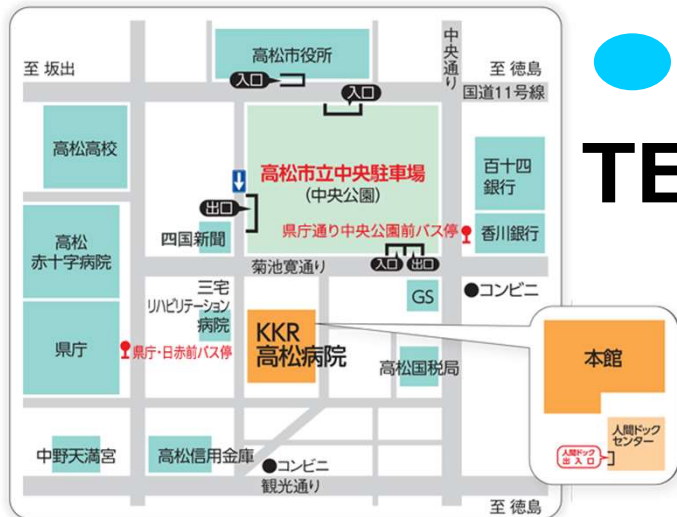 高松市役所
中央通り
至 坂出
至 徳島
入口
入口
国道11号線
高松高校
高松市立中央駐車場
(中央公園)
百十四
銀行
TE
出口
県庁通り中央公園前バス停
香川銀行
高松
赤十字病院
四国新聞
菊池寛通り
入口
出口
三宅
リハビリテーション
病院
GS
●コンビニ
県庁
県庁・日赤前バス停
KKR
高松病院
高松国税局
本館
人間ドック
センター
人間ドック
出入口
中野天満宮
高松信用金庫
●コンビニ
観光通り
至 徳島